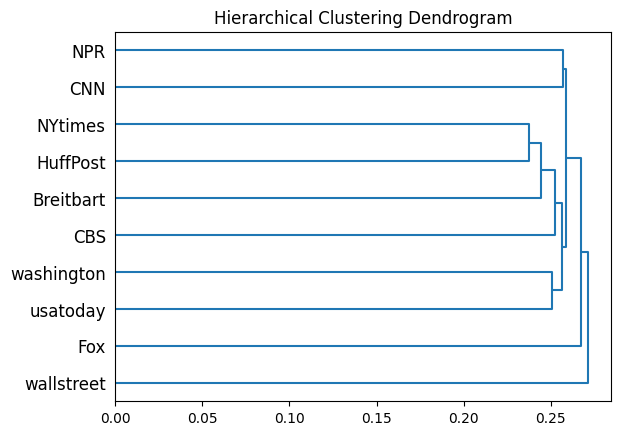 Hierarchical Clustering Dendrogram
NPR
CNN
NYtimes
HuffPost
Breitbart
CBS
washington
usatoday
Fox
wallstreet
0.00 0.05 0.10 0.15 0.20 0.25